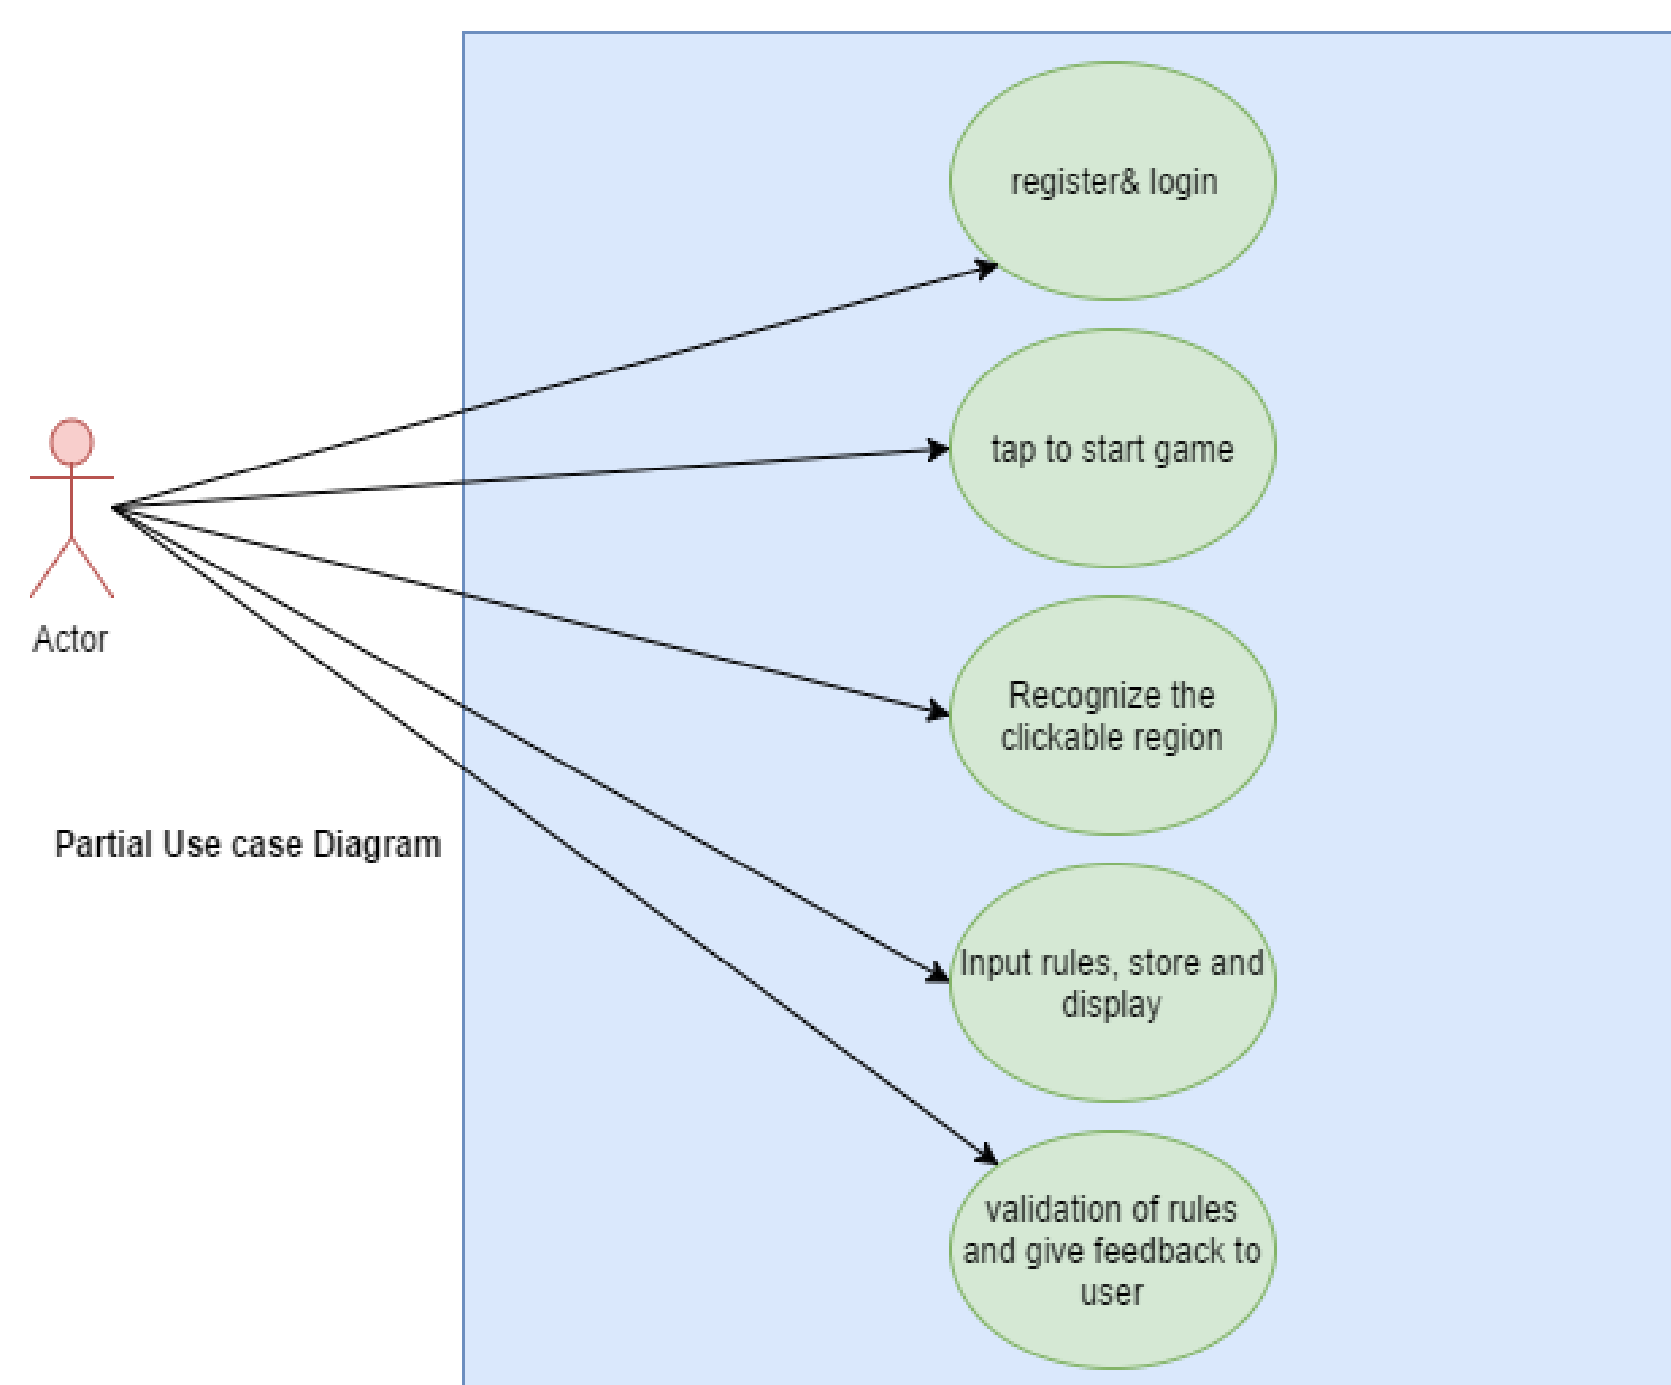 register& login
tap to start game
Actor
Recognize the
clickable region
Partial Use case Diagram
Input rules, store and
display
validation of rules
and give feedback to
user